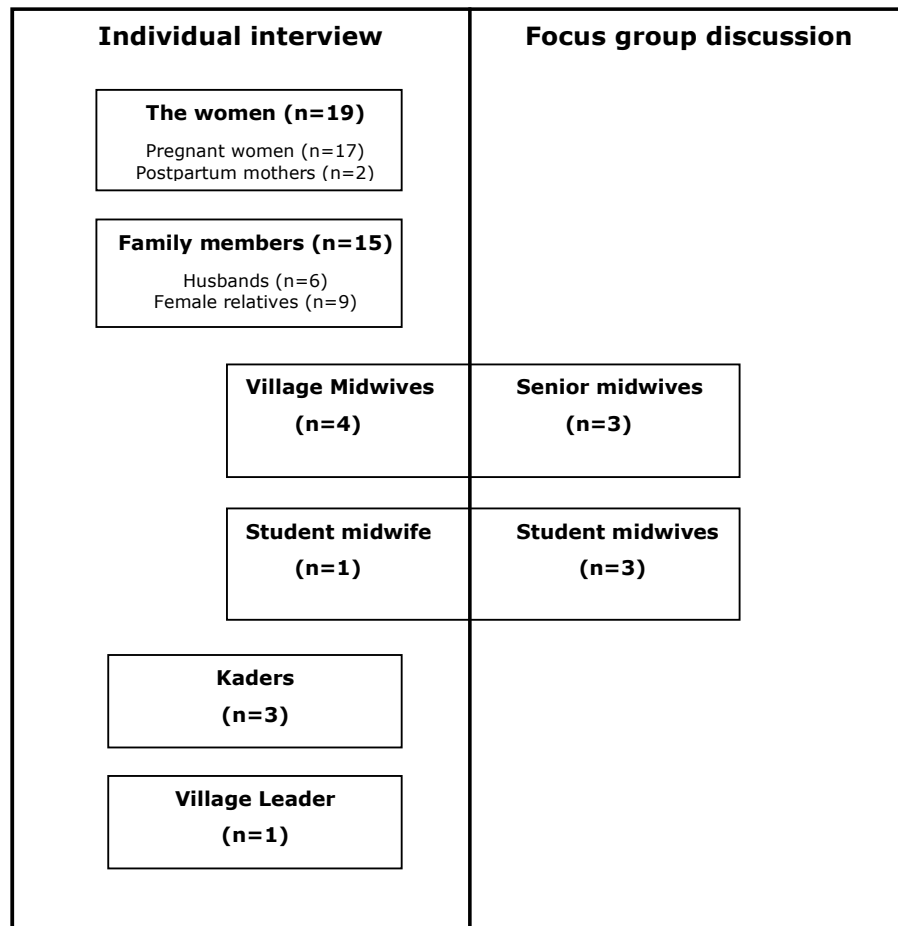 Individual interview
Focus group discussion
The women (n=19)
Pregnant women (n=17)
Postpartum mothers (n=2)
Family members (n=15)
Husbands (n=6)
Female relatives (n=9)
Village Midwives
(n=4)
Senior midwives
(n=3)
Student midwife
(n=1)
Student midwives
(n=3)
Kaders
(n=3)
Village Leader
(n=1)